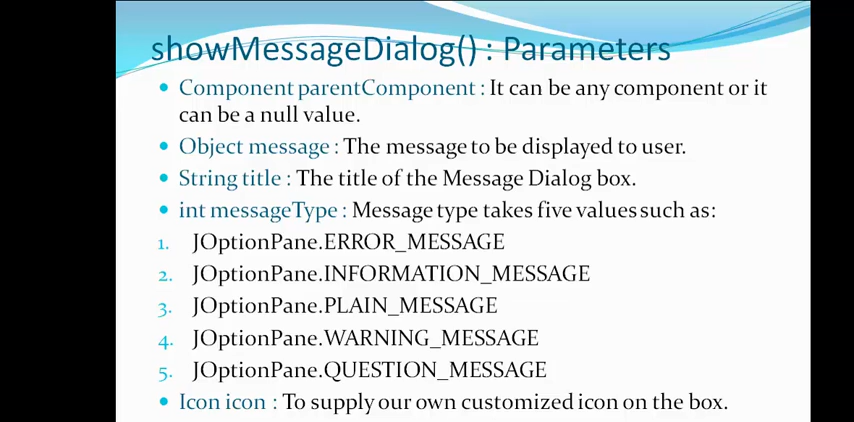 showMessageDialog() : Parameters
• Component parentComponent : It can be any component or it
can be a null value.
• Object message : The message to be displayed to user.
• String title : The title of the Message Dialog box.
• int messageType : Message type takes five values such as:
1. JOptionPane.ERROR_MESSAGE
2. JOptionPane.INFORMATION_MESSAGE
3. JOptionPane.PLAIN_MESSAGE
4. JOptionPane.WARNING_MESSAGE
5. JOptionPane.QUESTION_MESSAGE
• Icon icon : To supply our own customized icon on the box.